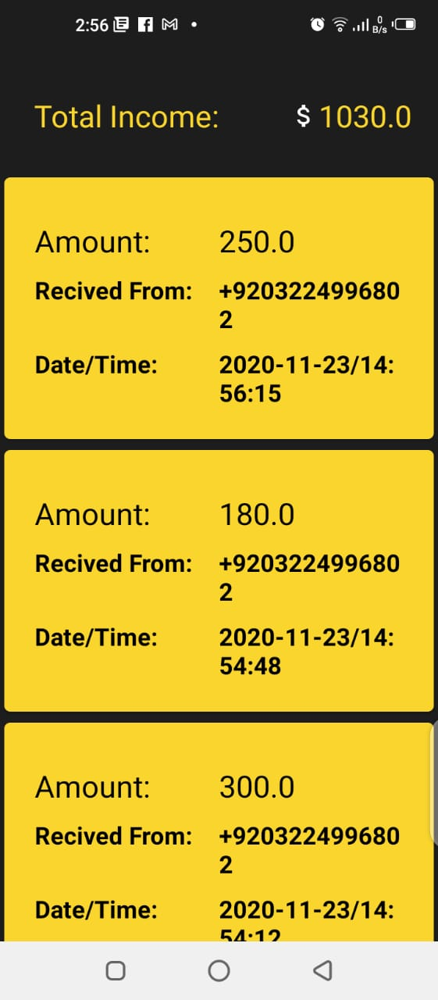 2:56
0
B/s
Total Income: $ 1030.0
Amount: 250.0
Recived From: +920322499680
2
Date/Time: 2020-11-23/14:
56:15
Amount: 180.0
Recived From: +920322499680
2
Date/Time: 2020-11-23/14:
54:48
Amount: 300.0
Recived From: +920322499680
2
Date/Time: 2020-11-23/14:
54:12